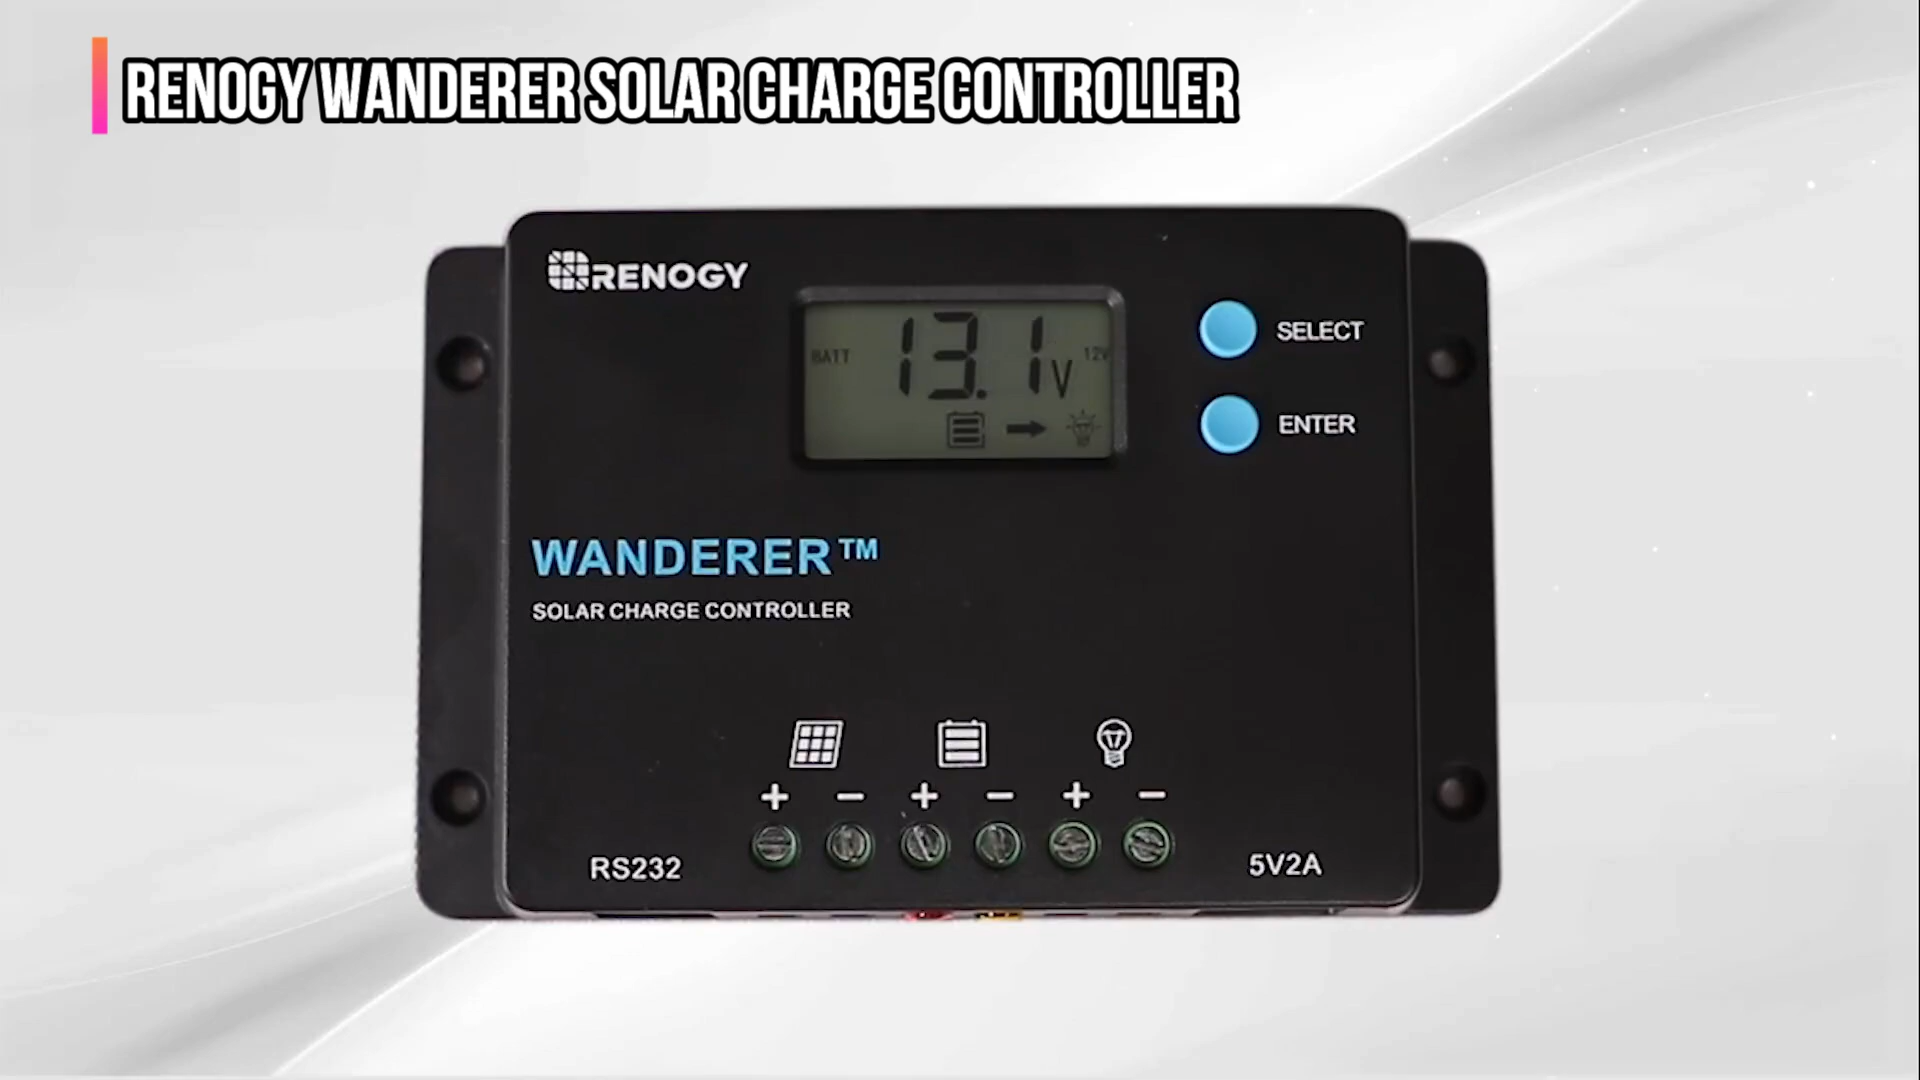 RENOGY WANDERER SOLAR CHARGE CONTROLLER
RENOGY
BATT 13.1V 12V
SELECT
ENTER
WANDERER™
SOLAR CHARGE CONTROLLER
+ − + − + −
RS232
5V2A